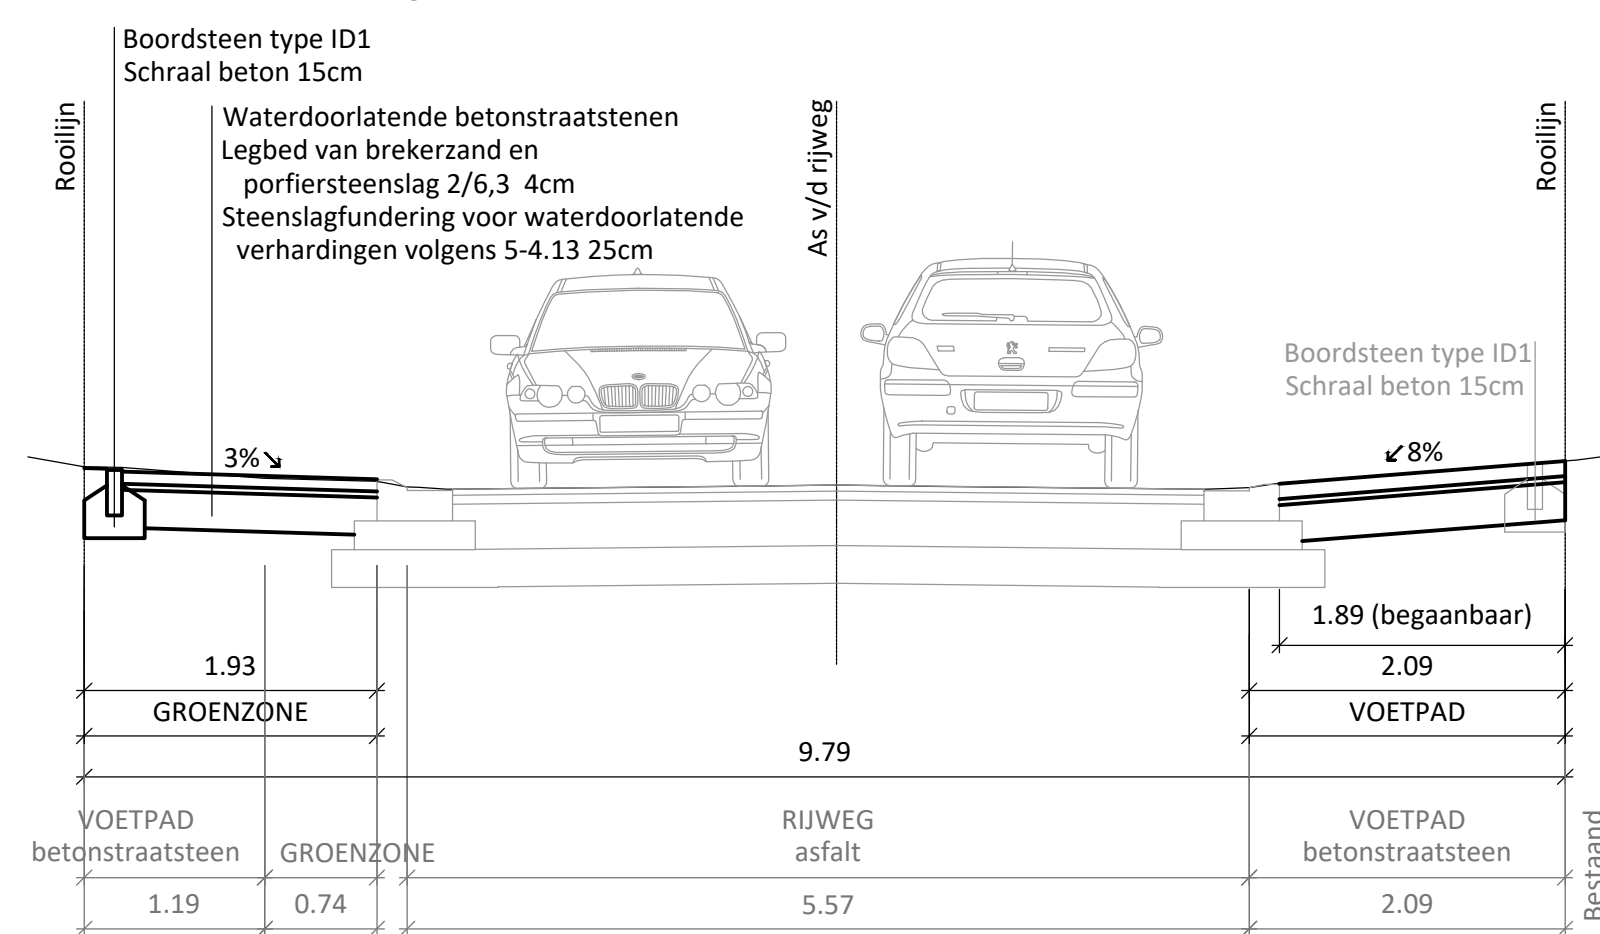 Boordsteen type ID1
Schraal beton 15cm
Rooilijn
Waterdoorlatende betonstraatstenen
Legbed van brekerzand en
porfiersteenslag 2/6,3 4cm
Steenslagfundering voor waterdoorlatende
verhardingen volgens 5-4.13 25cm
As v/d rijweg
Rooilijn
Boordsteen type ID1
Schraal beton 15cm
3%
8%
1.89 (begaanbaar)
1.93
2.09
GROENZONE
VOETPAD
9.79
VOETPAD
betonstraatsteen
GROENZONE
RIJWEG
asfalt
VOETPAD
betonstraatsteen
Bestaand
1.19
0.74
5.57
2.09